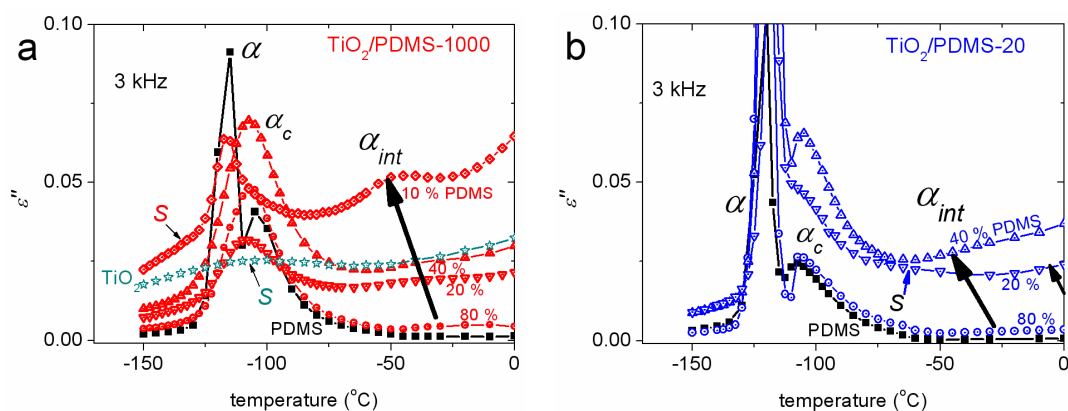 a
TiO2/PDMS-1000
3 kHz
α
αc
αint
10 % PDMS
S
TiO2
S
40 %
20 %
80 %
PDMS
0.10
0.05
0.00
ε''
-150
-100
-50
0
temperature (°C)
b
TiO2/PDMS-20
3 kHz
α
αc
αint
40 % PDMS
S
20 %
80 %
PDMS
0.10
0.05
0.00
ε''
-150
-100
-50
0
temperature (°C)